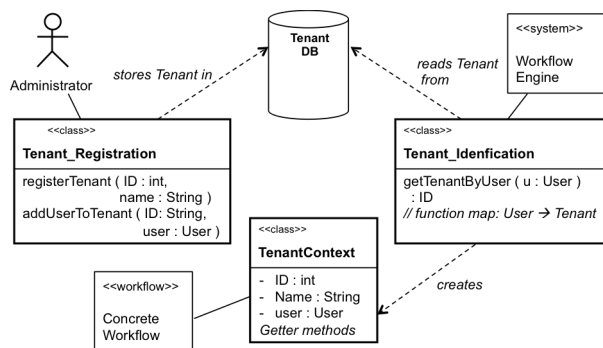 Administrator
stores Tenant in
Tenant
DB
reads Tenant
from
<<system>>
Workflow
Engine
<<class>>
Tenant_Registration
registerTenant ( ID : int,
name : String )
addUserToTenant ( ID: String,
user : User )
<<class>>
Tenant_Idenfication
getTenantByUser ( u : User )
: ID
// function map: User → Tenant
<<class>>
TenantContext
- ID : int
- Name : String
- user : User
Getter methods
creates
<<workflow>>
Concrete
Workflow